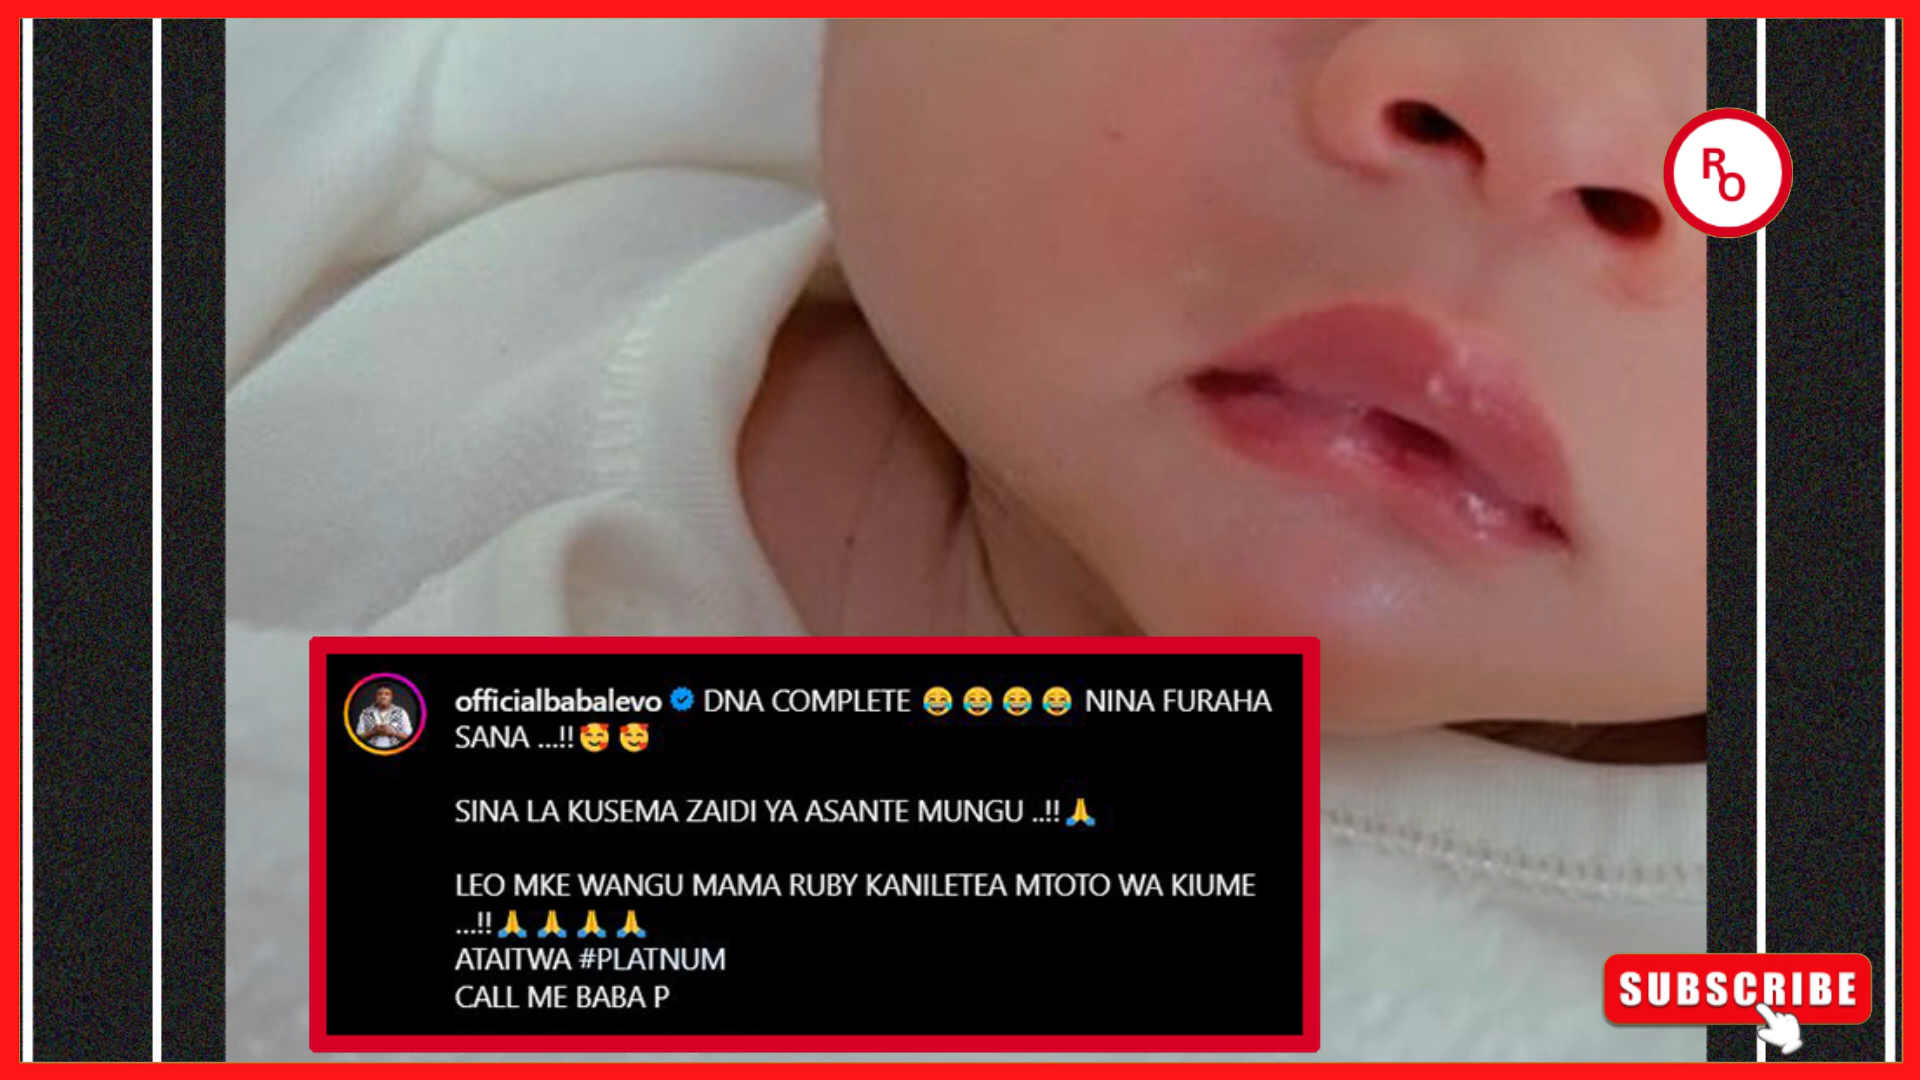 RO
officialbabalevo DNA COMPLETE 😂😂😂😂 NINA FURAHA
SANA ...!!🥰🥰
SINA LA KUSEMA ZAIDI YA ASANTE MUNGU ..!!🙏
LEO MKE WANGU MAMA RUBY KANILETEA MTOTO WA KIUME
...!!🙏🙏🙏🙏
ATAITWA #PLATNUM
CALL ME BABA P
SUBSCRIBE